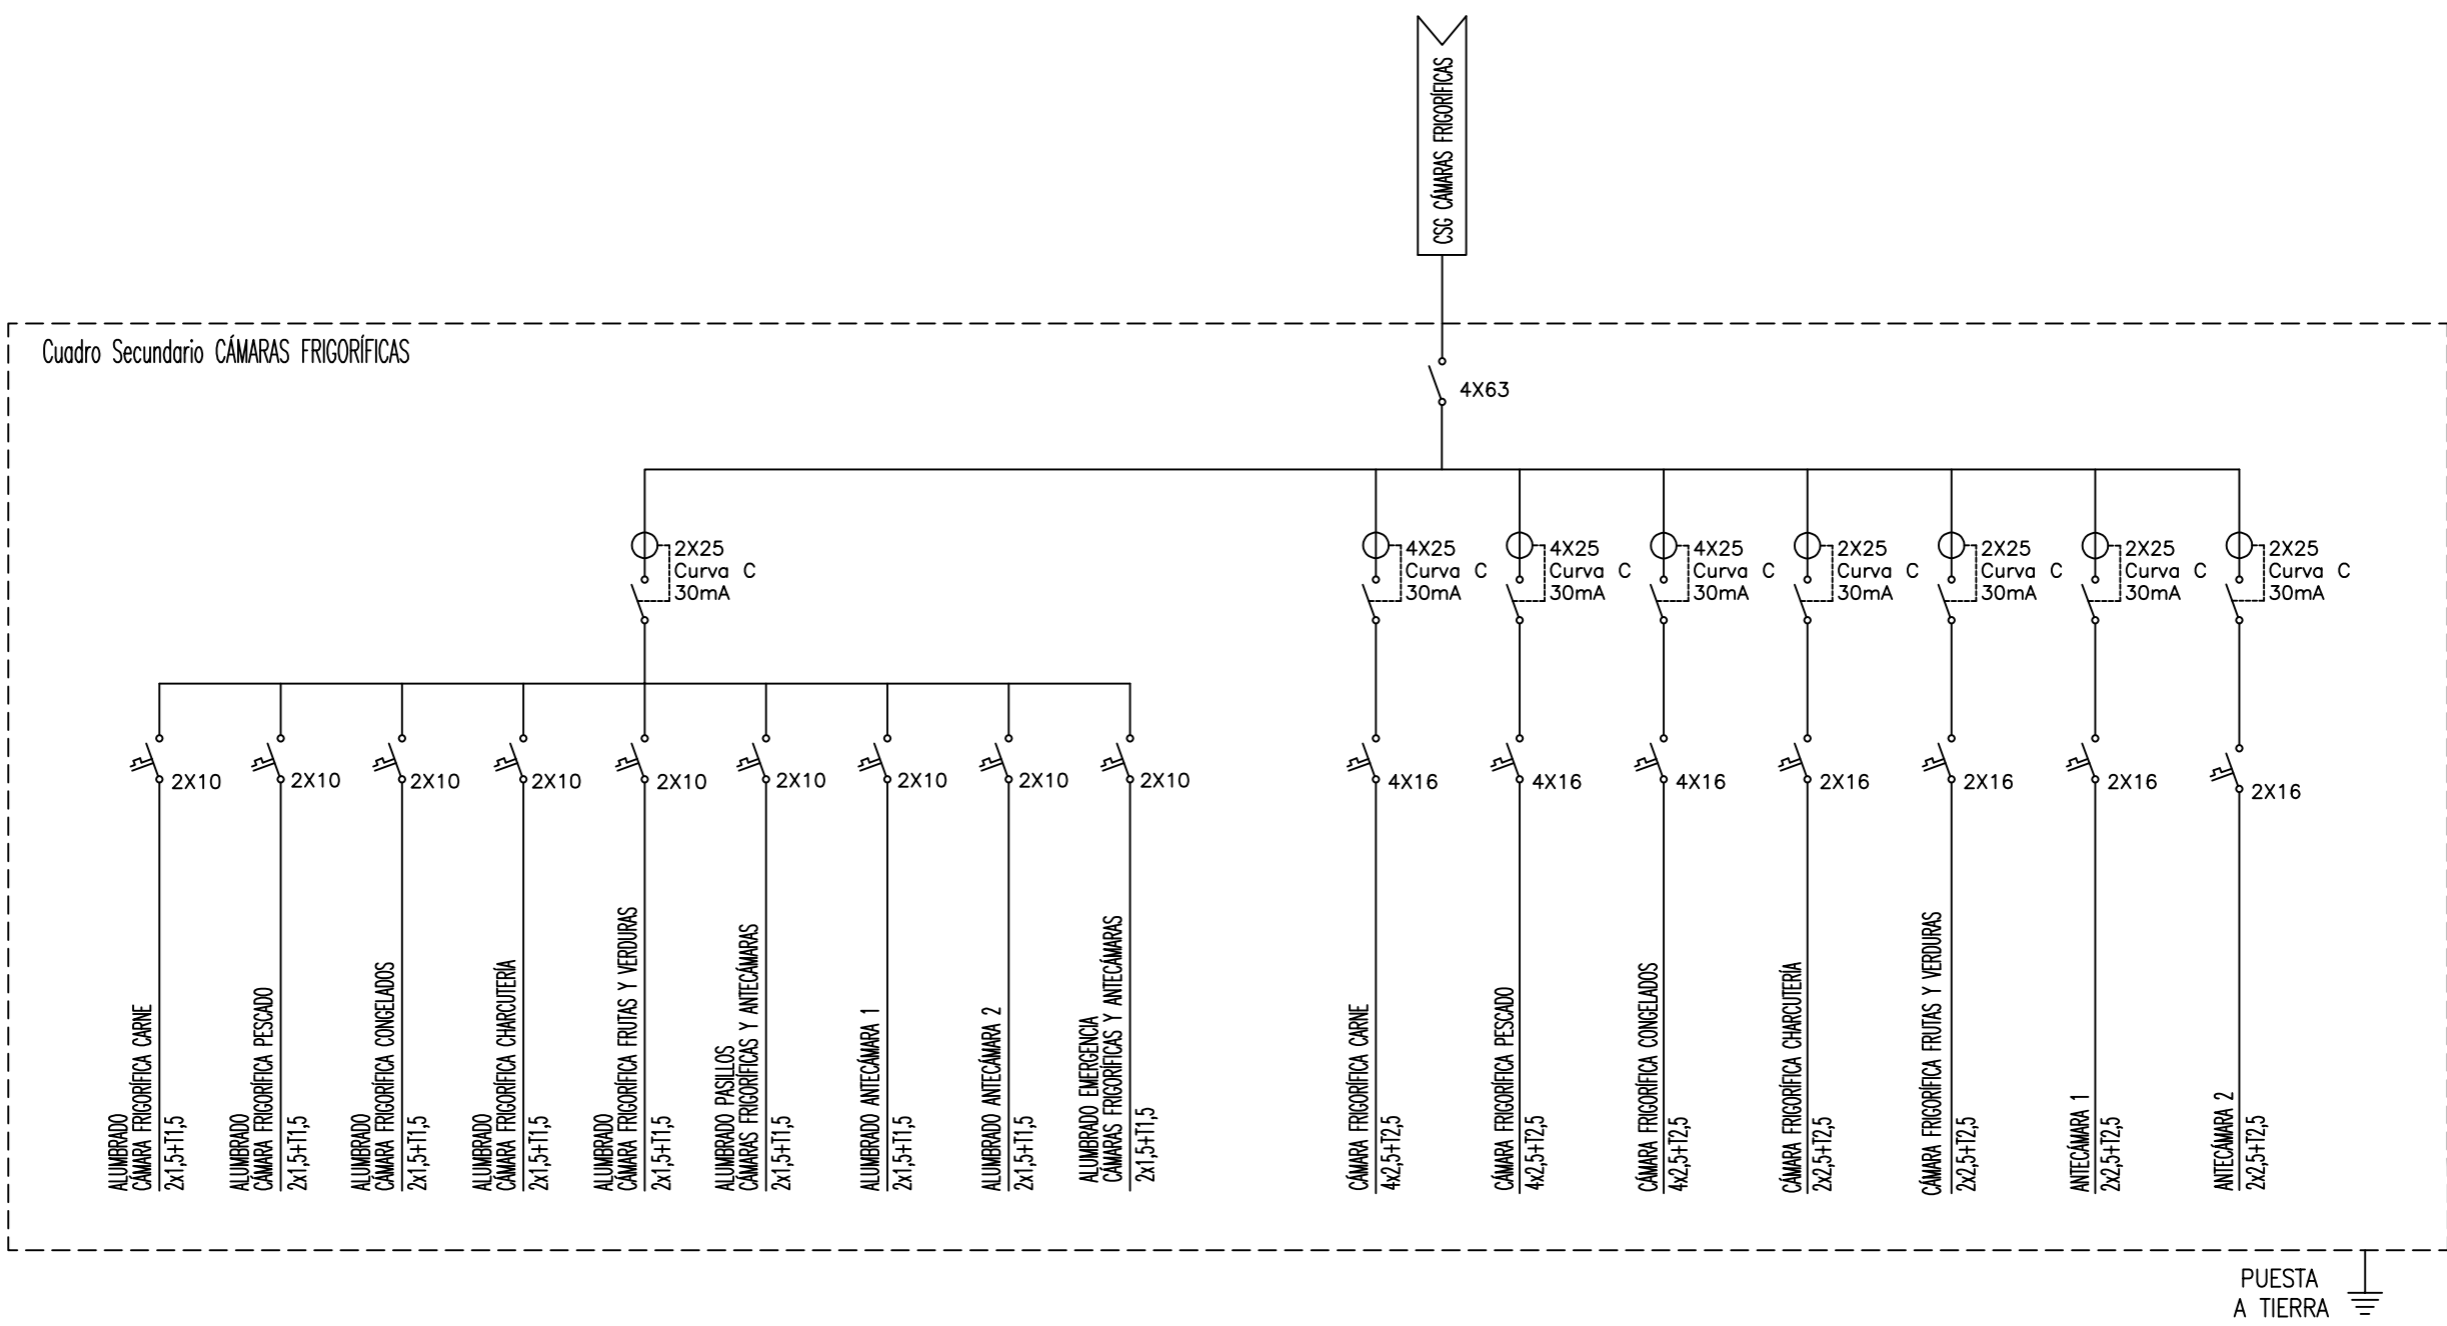 CSG CÁMARAS FRIGORÍFICAS
Cuadro Secundario CÁMARAS FRIGORÍFICAS
4X63
2X25
Curva C
30mA
4X25
Curva C
30mA
4X25
Curva C
30mA
4X25
Curva C
30mA
2X25
Curva C
30mA
2X25
Curva C
30mA
2X25
Curva C
30mA
2X25
Curva C
30mA
2X10
2X10
2X10
2X10
2X10
2X10
2X10
2X10
2X10
4X16
4X16
4X16
2X16
2X16
2X16
2X16
ALUMBRADO
CÁMARA FRIGORÍFICA CARNE
2x1,5+T1,5
ALUMBRADO
CÁMARA FRIGORÍFICA PESCADO
2x1,5+T1,5
ALUMBRADO
CÁMARA FRIGORÍFICA CONGELADOS
2x1,5+T1,5
ALUMBRADO
CÁMARA FRIGORÍFICA CHARCUTERÍA
2x1,5+T1,5
ALUMBRADO
CÁMARA FRIGORÍFICA FRUTAS Y VERDURAS
2x1,5+T1,5
ALUMBRADO PASILLOS
CÁMARAS FRIGORÍFICAS Y ANTECÁMARAS
2x1,5+T1,5
ALUMBRADO ANTECÁMARA 1
2x1,5+T1,5
ALUMBRADO ANTECÁMARA 2
2x1,5+T1,5
ALUMBRADO EMERGENCIA
CÁMARAS FRIGORÍFICAS Y ANTECÁMARAS
2x1,5+T1,5
CÁMARA FRIGORÍFICA CARNE
4x2,5+T2,5
CÁMARA FRIGORÍFICA PESCADO
4x2,5+T2,5
CÁMARA FRIGORÍFICA CONGELADOS
4x2,5+T2,5
CÁMARA FRIGORÍFICA CHARCUTERÍA
2x2,5+T2,5
CÁMARA FRIGORÍFICA FRUTAS Y VERDURAS
2x2,5+T2,5
ANTECÁMARA 1
2x2,5+T2,5
ANTECÁMARA 2
2x2,5+T2,5
PUESTA
A TIERRA